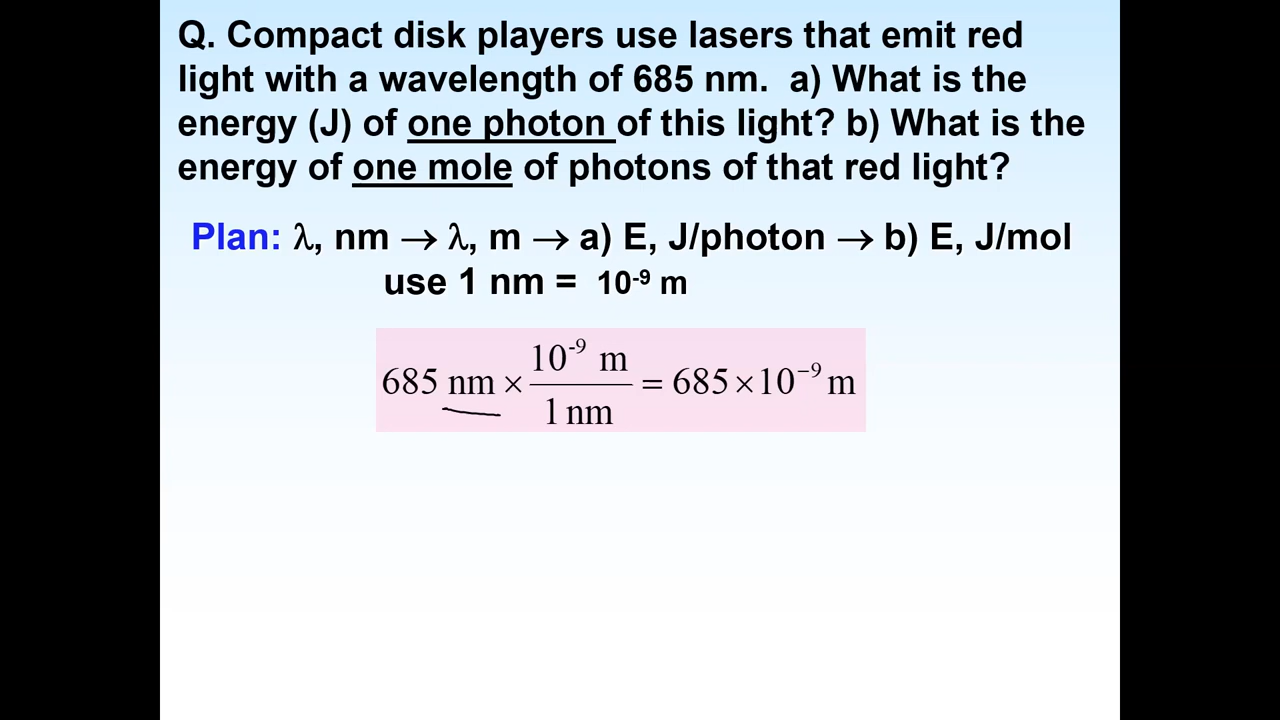 Q. Compact disk players use lasers that emit red
light with a wavelength of 685 nm.  a) What is the
energy (J) of one photon of this light? b) What is the
energy of one mole of photons of that red light?
Plan: λ, nm → λ, m → a) E, J/photon → b) E, J/mol
use 1 nm = 10⁻⁹ m
685 nm × 10⁻⁹ m / 1 nm = 685 × 10⁻⁹ m